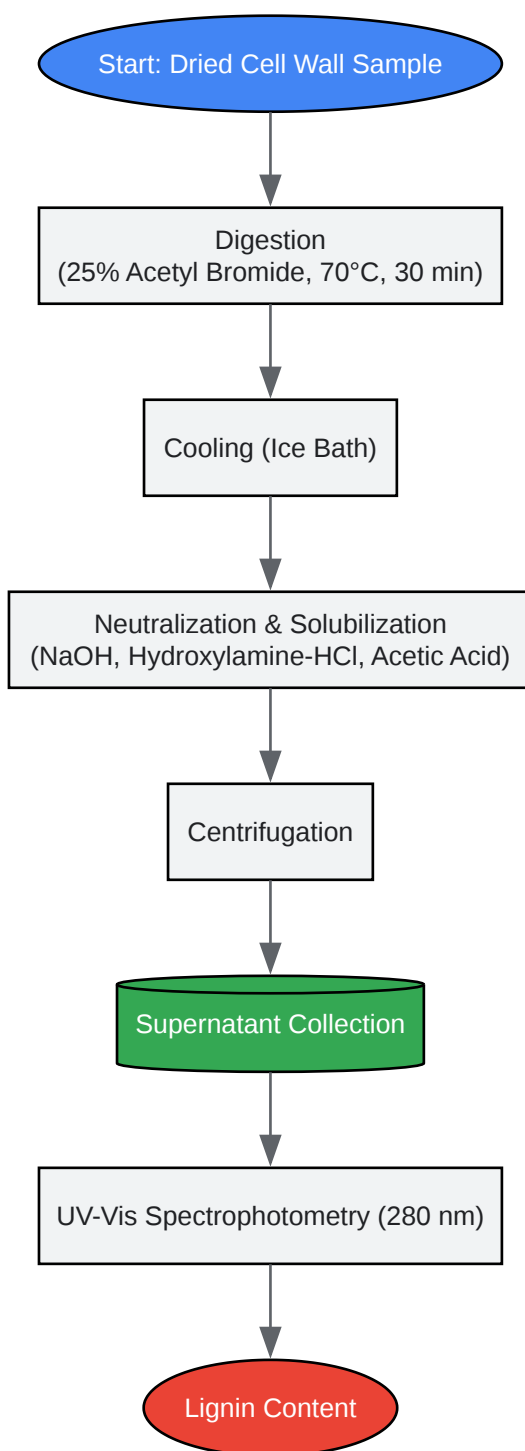 Start: Dried Cell Wall Sample
Digestion
(25% Acetyl Bromide, 70°C, 30 min)
Cooling (Ice Bath)
Neutralization & Solubilization
(NaOH, Hydroxylamine-HCl, Acetic Acid)
Centrifugation
Supernatant Collection
UV-Vis Spectrophotometry (280 nm)
Lignin Content